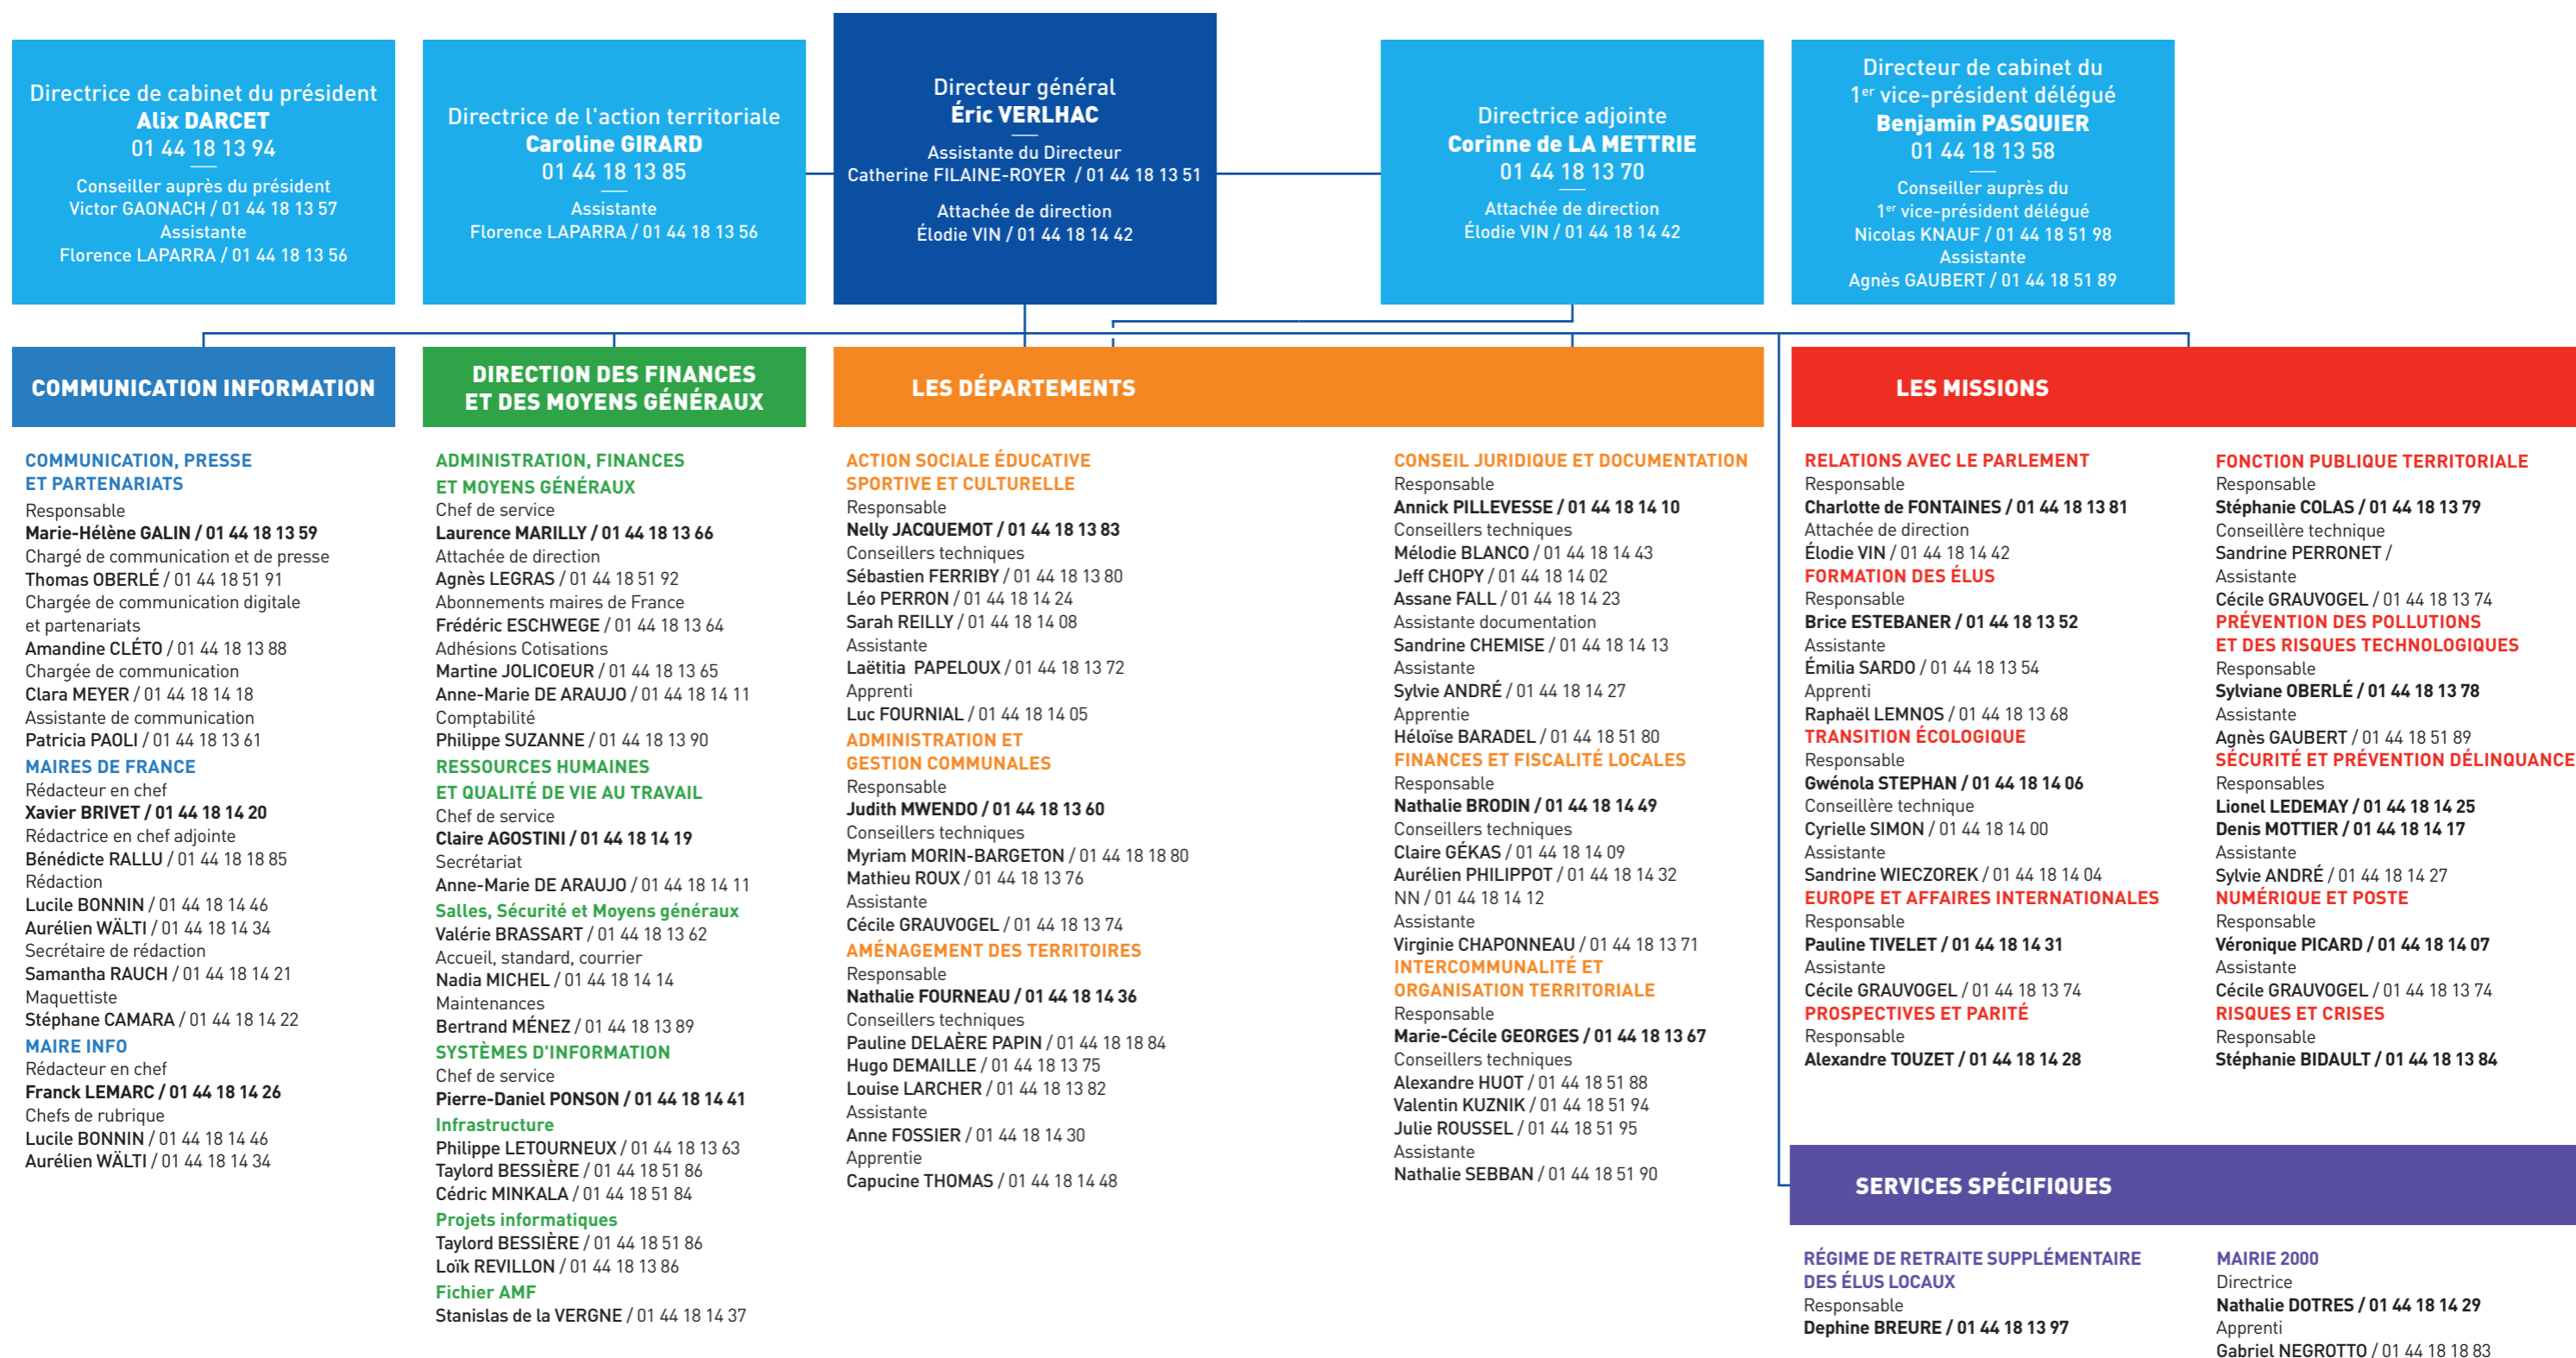 Directrice de cabinet du président
Alix DARCET
01 44 18 13 94
Conseiller auprès du président
Victor GAONACH / 01 44 18 13 57
Assistante
Florence LAPARRA / 01 44 18 13 56
Directrice de l'action territoriale
Caroline GIRARD
01 44 18 13 85
Assistante
Florence LAPARRA / 01 44 18 13 56
Directeur général
Éric VERLHAC
Assistante du Directeur
Catherine FILAINE-ROYER / 01 44 18 13 51
Attachée de direction
Élodie VIN / 01 44 18 14 42
Directrice adjointe
Corinne de LA METTRIE
01 44 18 13 70
Attachée de direction
Élodie VIN / 01 44 18 14 42
Directeur de cabinet du
1er vice-président délégué
Benjamin PASQUIER
01 44 18 13 58
Conseiller auprès du
1er vice-président délégué
Nicolas KNAUF / 01 44 18 51 98
Assistante
Agnès GAUBERT / 01 44 18 51 89
COMMUNICATION INFORMATION
COMMUNICATION, PRESSE
ET PARTENARIATS
Responsable
Marie-Hélène GALIN / 01 44 18 13 59
Chargé de communication et de presse
Thomas OBERLÉ / 01 44 18 51 91
Chargée de communication digitale
et partenariats
Amandine CLÉTO / 01 44 18 13 88
Chargée de communication
Clara MEYER / 01 44 18 14 18
Assistante de communication
Patricia PAOLI / 01 44 18 13 61
MAIRES DE FRANCE
Rédacteur en chef
Xavier BRIVET / 01 44 18 14 20
Rédactrice en chef adjointe
Bénédicte RALLU / 01 44 18 18 85
Rédaction
Lucile BONNIN / 01 44 18 14 46
Aurélien WÄLTI / 01 44 18 14 34
Secrétaire de rédaction
Samantha RAUCH / 01 44 18 14 21
Maquettiste
Stéphane CAMARA / 01 44 18 14 22
MAIRE INFO
Rédacteur en chef
Franck LEMARC / 01 44 18 14 26
Chefs de rubrique
Lucile BONNIN / 01 44 18 14 46
Aurélien WÄLTI / 01 44 18 14 34
DIRECTION DES FINANCES
ET DES MOYENS GÉNÉRAUX
ADMINISTRATION, FINANCES
ET MOYENS GÉNÉRAUX
Chef de service
Laurence MARILLY / 01 44 18 13 66
Attachée de direction
Agnès LEGRAS / 01 44 18 51 92
Abonnements maires de France
Frédéric ESCHWEGE / 01 44 18 13 64
Adhésions Cotisations
Martine JOLICOEUR / 01 44 18 13 65
Anne-Marie DE ARAUJO / 01 44 18 14 11
Comptabilité
Philippe SUZANNE / 01 44 18 13 90
RESSOURCES HUMAINES
ET QUALITÉ DE VIE AU TRAVAIL
Chef de service
Claire AGOSTINI / 01 44 18 14 19
Secrétariat
Anne-Marie DE ARAUJO / 01 44 18 14 11
Salles, Sécurité et Moyens généraux
Valérie BRASSART / 01 44 18 13 62
Accueil, standard, courrier
Nadia MICHEL / 01 44 18 14 14
Maintenances
Bertrand MÉNEZ / 01 44 18 13 89
SYSTÈMES D'INFORMATION
Chef de service
Pierre-Daniel PONSON / 01 44 18 14 41
Infrastructure
Philippe LETOURNEUX / 01 44 18 13 63
Taylord BESSIÈRE / 01 44 18 51 86
Cédric MINKALA / 01 44 18 51 84
Projets informatiques
Taylord BESSIÈRE / 01 44 18 51 86
Loïk REVILLON / 01 44 18 13 86
Fichier AMF
Stanislas de la VERGNE / 01 44 18 14 37
LES DÉPARTEMENTS
ACTION SOCIALE ÉDUCATIVE
SPORTIVE ET CULTURELLE
Responsable
Nelly JACQUEMOT / 01 44 18 13 83
Conseillers techniques
Sébastien FERRIBY / 01 44 18 13 80
Léo PERRON / 01 44 18 14 24
Sarah REILLY / 01 44 18 14 08
Assistante
Laëtitia PAPELOUX / 01 44 18 13 72
Apprenti
Luc FOURNIAL / 01 44 18 14 05
ADMINISTRATION ET
GESTION COMMUNALES
Responsable
Judith MWENDO / 01 44 18 13 60
Conseillers techniques
Myriam MORIN-BARGETON / 01 44 18 18 80
Mathieu ROUX / 01 44 18 13 76
Assistante
Cécile GRAUVOGEL / 01 44 18 13 74
AMÉNAGEMENT DES TERRITOIRES
Responsable
Nathalie FOURNEAU / 01 44 18 14 36
Conseillers techniques
Pauline DELAÈRE PAPIN / 01 44 18 18 84
Hugo DEMAILLE / 01 44 18 13 75
Louise LARCHER / 01 44 18 13 82
Assistante
Anne FOSSIER / 01 44 18 14 30
Apprentie
Capucine THOMAS / 01 44 18 14 48
CONSEIL JURIDIQUE ET DOCUMENTATION
Responsable
Annick PILLEVESSE / 01 44 18 14 10
Conseillers techniques
Mélodie BLANCO / 01 44 18 14 43
Jeff CHOPY / 01 44 18 14 02
Assane FALL / 01 44 18 14 23
Assistante documentation
Sandrine CHEMISE / 01 44 18 14 13
Assistante
Sylvie ANDRÉ / 01 44 18 14 27
Apprentie
Héloïse BARADEL / 01 44 18 51 80
FINANCES ET FISCALITÉ LOCALES
Responsable
Nathalie BRODIN / 01 44 18 14 49
Conseillers techniques
Claire GÉKAS / 01 44 18 14 09
Aurélien PHILIPPOT / 01 44 18 14 32
NN / 01 44 18 14 12
Assistante
Virginie CHAPONNEAU / 01 44 18 13 71
INTERCOMMUNALITÉ ET
ORGANISATION TERRITORIALE
Responsable
Marie-Cécile GEORGES / 01 44 18 13 67
Conseillers techniques
Alexandre HUOT / 01 44 18 51 88
Valentin KUZNIK / 01 44 18 51 94
Julie ROUSSEL / 01 44 18 51 95
Assistante
Nathalie SEBBAN / 01 44 18 51 90
LES MISSIONS
RELATIONS AVEC LE PARLEMENT
Responsable
Charlotte de FONTAINES / 01 44 18 13 81
Attachée de direction
Élodie VIN / 01 44 18 14 42
FORMATION DES ÉLUS
Responsable
Brice ESTEBANER / 01 44 18 13 52
Assistante
Émilia SARDO / 01 44 18 13 54
Apprenti
Raphaël LEMNOS / 01 44 18 13 68
TRANSITION ÉCOLOGIQUE
Responsable
Gwénola STEPHAN / 01 44 18 14 06
Conseillère technique
Cyrielle SIMON / 01 44 18 14 00
Assistante
Sandrine WIECZOREK / 01 44 18 14 04
EUROPE ET AFFAIRES INTERNATIONALES
Responsable
Pauline TIVELET / 01 44 18 14 31
Assistante
Cécile GRAUVOGEL / 01 44 18 13 74
PROSPECTIVES ET PARITÉ
Responsable
Alexandre TOUZET / 01 44 18 14 28
FONCTION PUBLIQUE TERRITORIALE
Responsable
Stéphanie COLAS / 01 44 18 13 79
Conseillère technique
Sandrine PERRONET /
Assistante
Cécile GRAUVOGEL / 01 44 18 13 74
PRÉVENTION DES POLLUTIONS
ET DES RISQUES TECHNOLOGIQUES
Responsable
Sylviane OBERLÉ / 01 44 18 13 78
Assistante
Agnès GAUBERT / 01 44 18 51 89
SÉCURITÉ ET PRÉVENTION DÉLINQUANCE
Responsables
Lionel LEDEMAY / 01 44 18 14 25
Denis MOTTIER / 01 44 18 14 17
Assistante
Sylvie ANDRÉ / 01 44 18 14 27
NUMÉRIQUE ET POSTE
Responsable
Véronique PICARD / 01 44 18 14 07
Assistante
Cécile GRAUVOGEL / 01 44 18 13 74
RISQUES ET CRISES
Responsable
Stéphanie BIDAULT / 01 44 18 13 84
SERVICES SPÉCIFIQUES
RÉGIME DE RETRAITE SUPPLÉMENTAIRE
DES ÉLUS LOCAUX
Responsable
Dephine BREURE / 01 44 18 13 97
MAIRIE 2000
Directrice
Nathalie DOTRES / 01 44 18 14 29
Apprenti
Gabriel NEGROTTO / 01 44 18 18 83